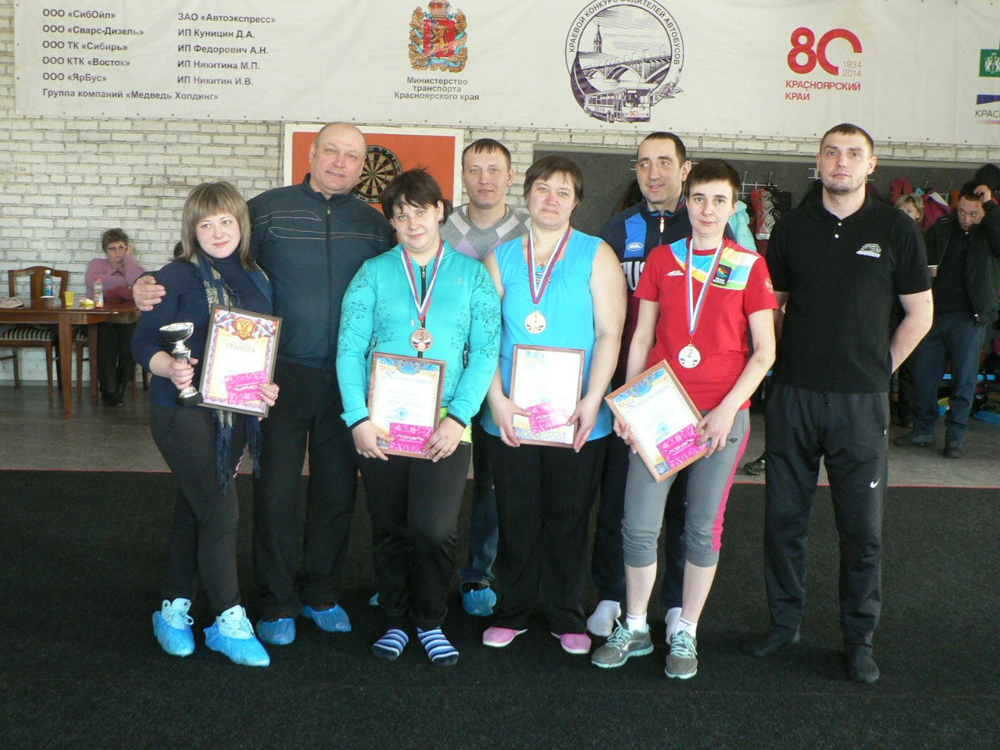 ООО «СибОйл»
ООО «Сварс-Дизель»
ООО ТК «Сибирь»
ООО КТК «Восток»
ООО «ЯрБус»
Группа компаний «Медведь Холдинг»
ЗАО «Автоэкспресс»
ИП Куницин Д.А.
ИП Федорович А.Н.
ИП Никитина М.П.
ИП Никитин И.В.
Министерство
транспорта
Красноярского края
КРАЕВОЙ КОНКУРС ВОДИТЕЛЕЙ АВТОБУСОВ
80
1934
2014
КРАСНОЯРСКИЙ
КРАЙ
КРАС
ГРАМОТА
Л'ЭТУАЛЬ
Л'ЭТУАЛЬ
2